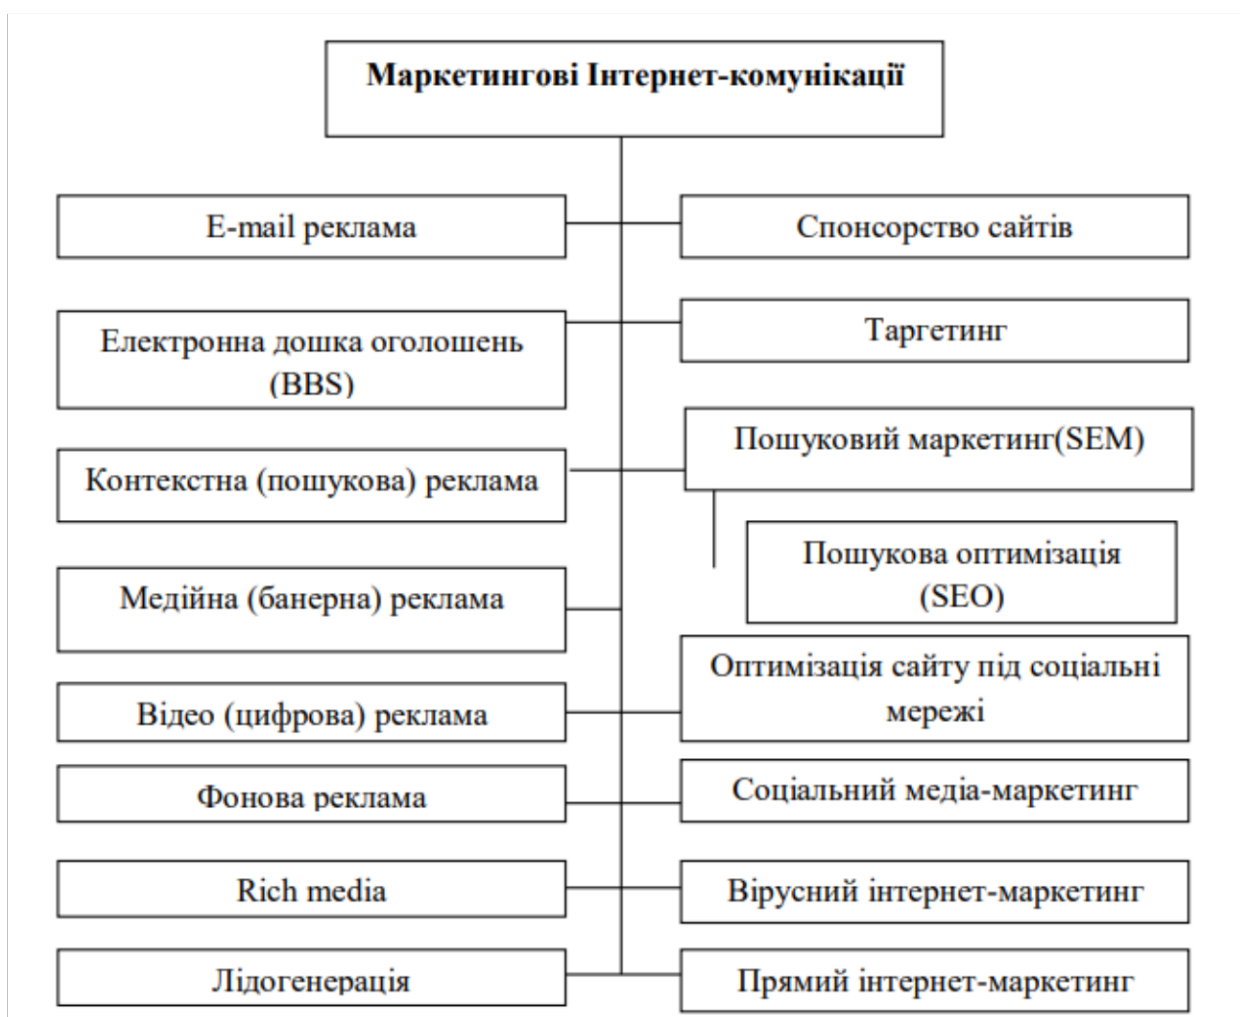 Маркетингові Інтернет-комунікації
E-mail реклама
Спонсорство сайтів
Електронна дошка оголошень
(BBS)
Таргетинг
Контекстна (пошукова) реклама
Пошуковий маркетинг(SEM)
Пошукова оптимізація
(SEO)
Медійна (банерна) реклама
Оптимізація сайту під соціальні
мережі
Відео (цифрова) реклама
Фонова реклама
Соціальний медіа-маркетинг
Rich media
Вірусний інтернет-маркетинг
Лідогенерація
Прямий інтернет-маркетинг